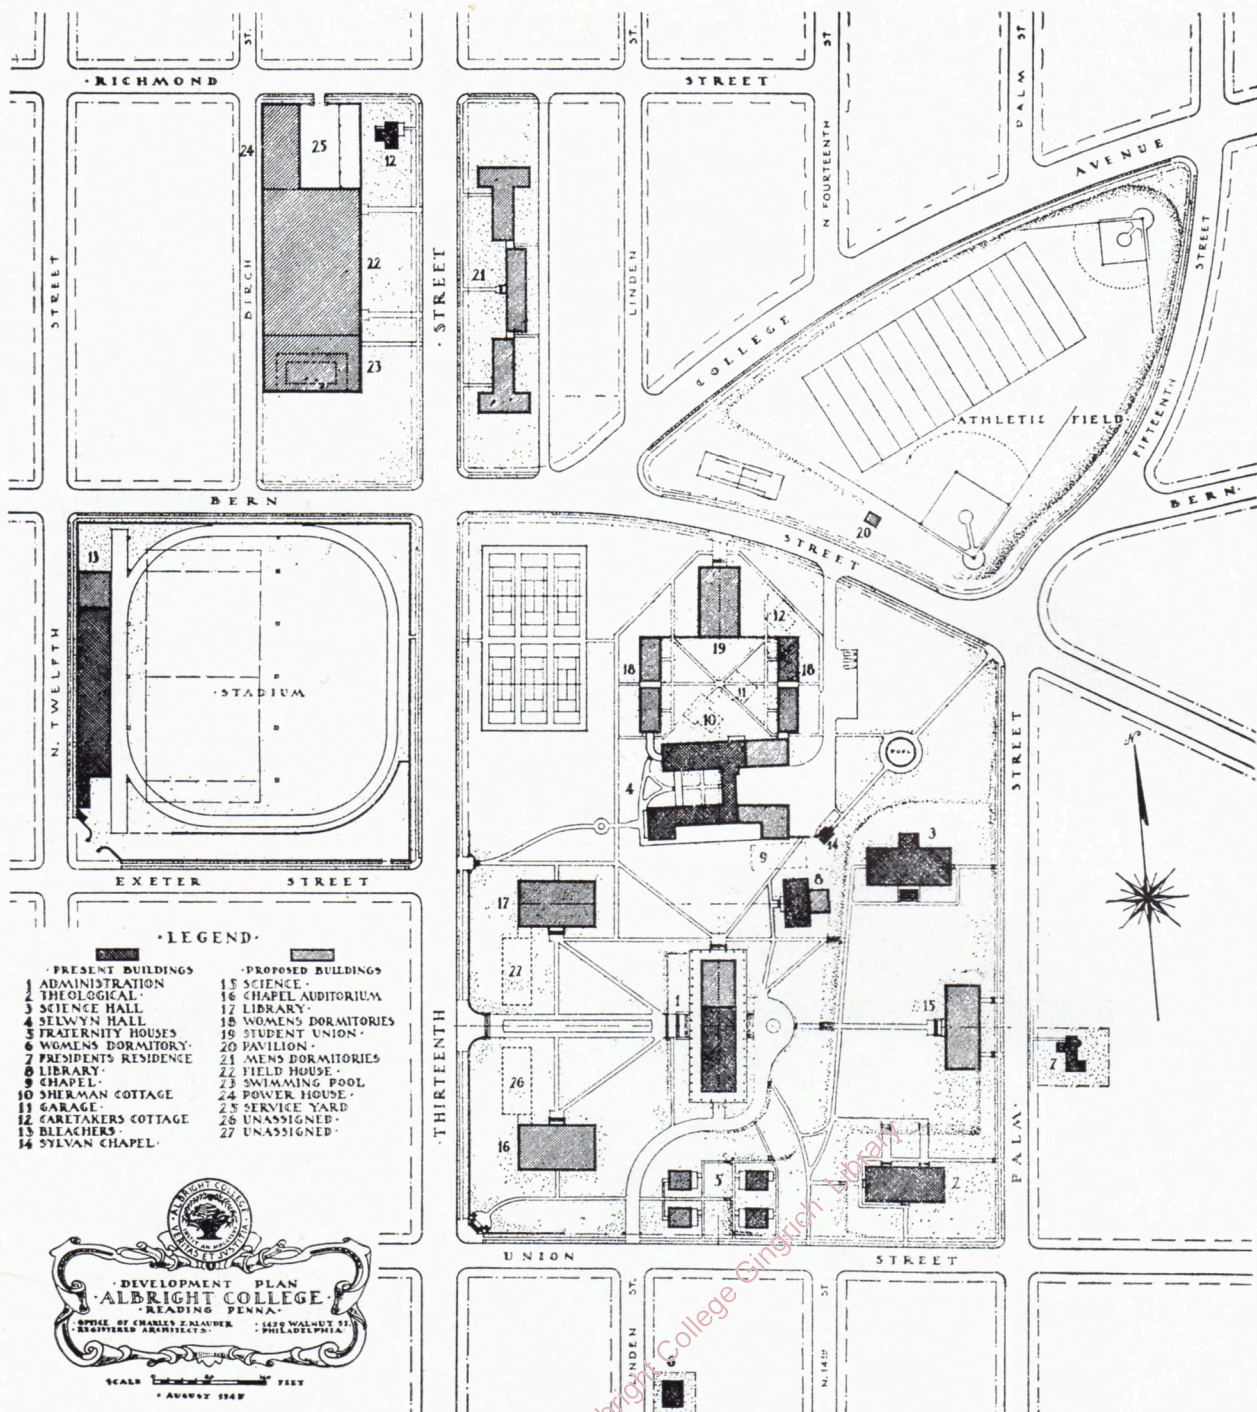 ST.
ST.
ST
PALM ST
·RICHMOND
STREET
AVENUE
24
25
12
N FOURTEENTH
STREET
STREET
BIRCH
22
· STREET
21
LINDEN
23
COLLEGE
·ATHLETIC FIELD·
FIFTEENTH
BERN
BERN·
20
STREET
13
12
19
18
18
11
10
N. TWELFTH
·STADIUM
STREET
N
POOL
4
14
3
9
8
EXETER STREET
17
27
1
15
7
26
16
5
2
THIRTEENTH
PALM·
·LEGEND·
·PRESENT BUILDINGS
1 ADMINISTRATION
2 THEOLOGICAL·
3 SCIENCE HALL
4 SELWYN HALL
5 FRATERNITY HOUSES
6 WOMENS DORMITORY·
7 PRESIDENTS RESIDENCE
8 LIBRARY·
9 CHAPEL·
10 SHERMAN COTTAGE
11 GARAGE·
12 CARETAKERS COTTAGE
13 BLEACHERS·
14 SYLVAN CHAPEL·
·PROPOSED BUILDINGS
15 SCIENCE·
16 CHAPEL AUDITORIUM
17 LIBRARY·
18 WOMENS DORMITORIES
19 STUDENT UNION·
20 PAVILION·
21 MENS DORMITORIES
22 FIELD HOUSE·
23 SWIMMING POOL
24 POWER HOUSE·
25 SERVICE YARD
26 UNASSIGNED·
27 UNASSIGNED·
ALBRIGHT COLLEGE
VERITAS ET JUSTITIA
UNION
STREET
·DEVELOPMENT PLAN
·ALBRIGHT COLLEGE·
·READING PENNA·
·OFFICE OF CHARLES Z. KLAUDER
REGISTERED ARCHITECTS·
·1429 WALNUT ST.
·PHILADELPHIA·
SCALE FEET
·AUGUST
LINDEN ST.
N. 14TH ST
6
Albright College Gingrich Library